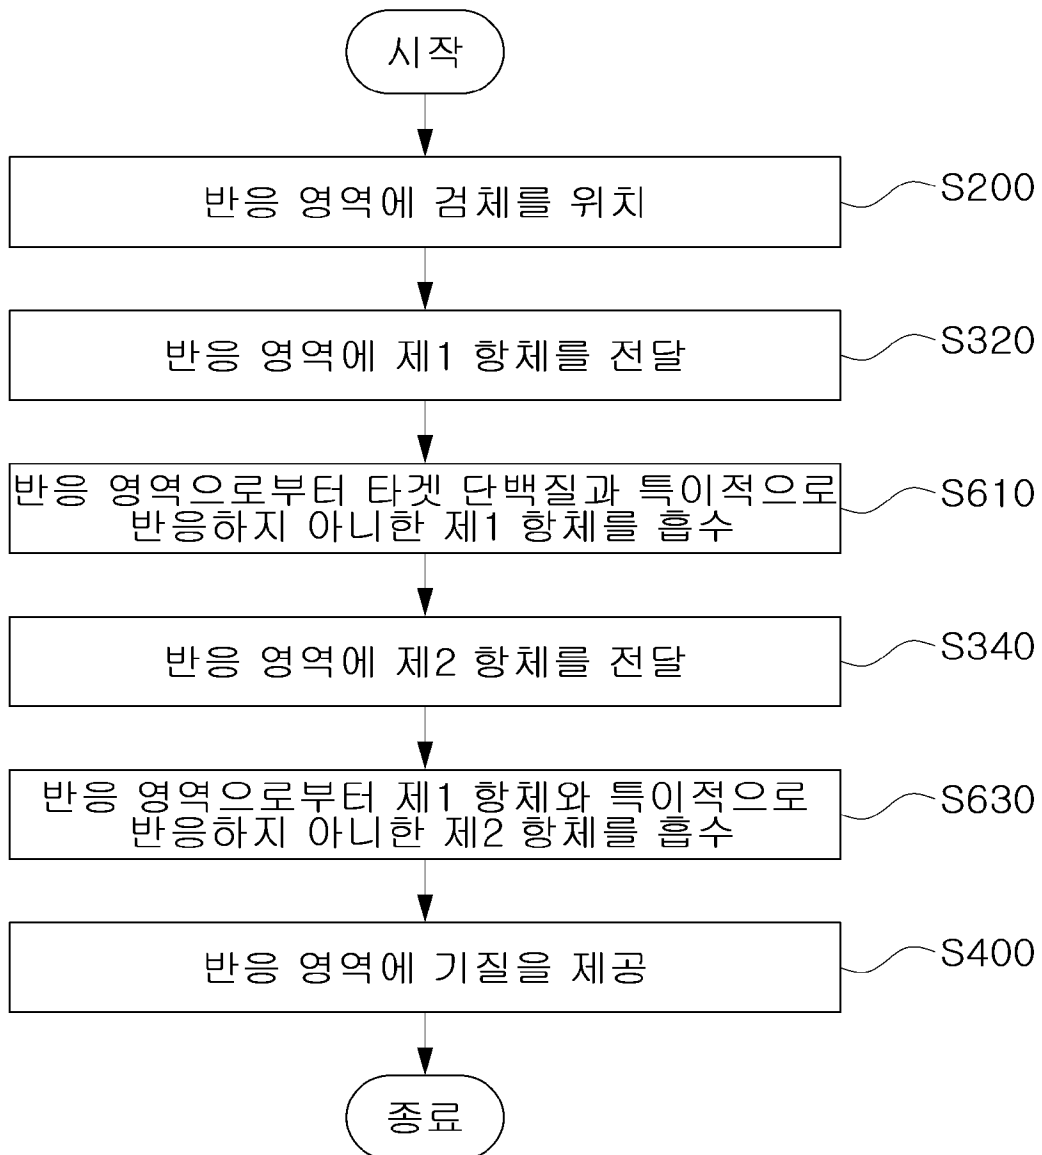 시작
반응 영역에 검체를 위치
S200
반응 영역에 제1 항체를 전달
S320
반응 영역으로부터 타겟 단백질과 특이적으로
반응하지 아니한 제1 항체를 흡수
S610
반응 영역에 제2 항체를 전달
S340
반응 영역으로부터 제1 항체와 특이적으로
반응하지 아니한 제2 항체를 흡수
S630
반응 영역에 기질을 제공
S400
종료